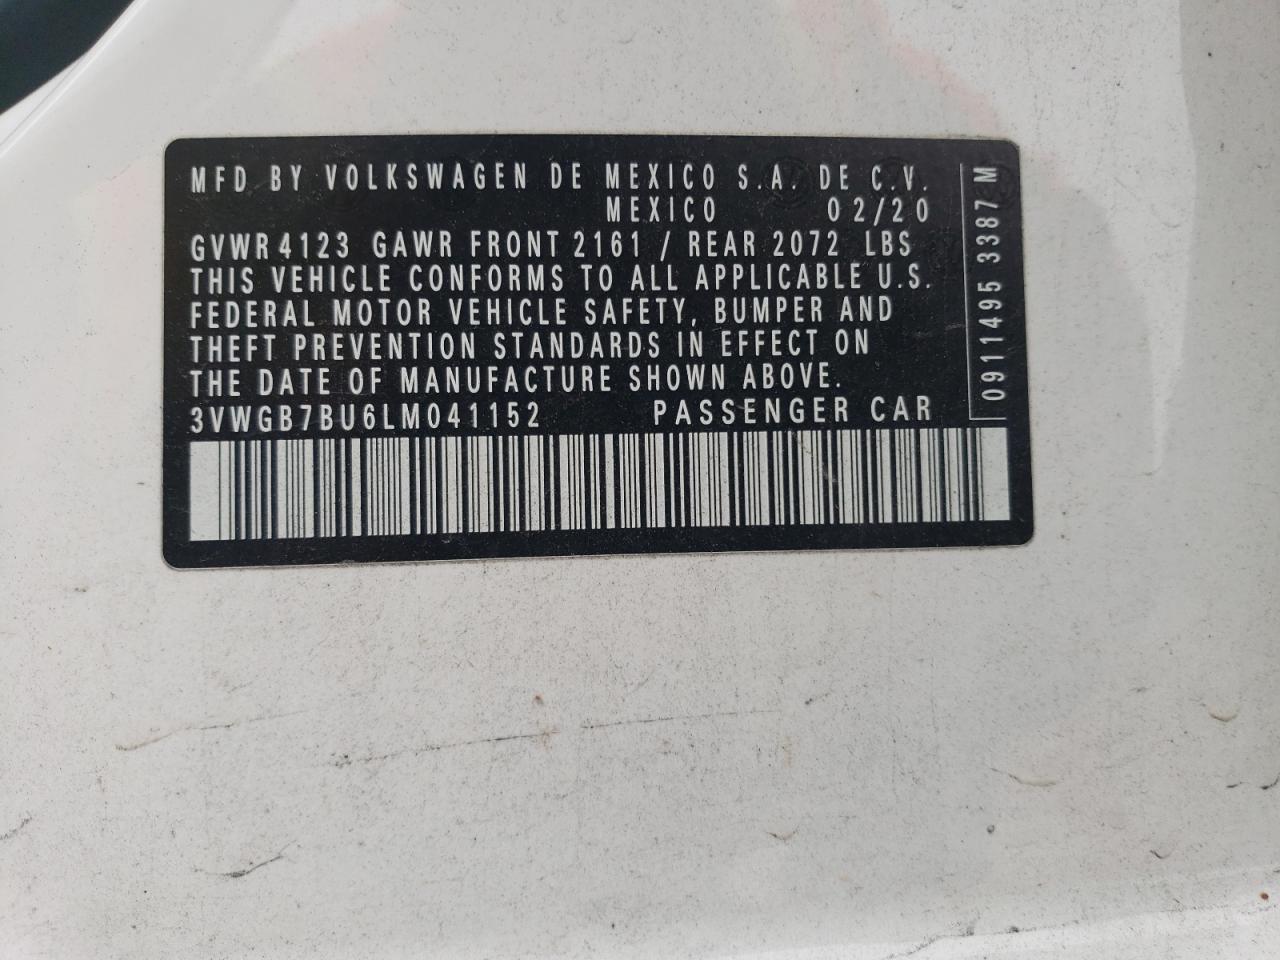 MFD BY VOLKSWAGEN DE MEXICO S.A. DE C.V.
MEXICO 02/20
GVWR 4123 GAWR FRONT 2161 / REAR 2072 LBS
THIS VEHICLE CONFORMS TO ALL APPLICABLE U.S.
FEDERAL MOTOR VEHICLE SAFETY, BUMPER AND
THEFT PREVENTION STANDARDS IN EFFECT ON
THE DATE OF MANUFACTURE SHOWN ABOVE.
3VWGB7BU6LM041152 PASSENGER CAR
0911495 3387 M